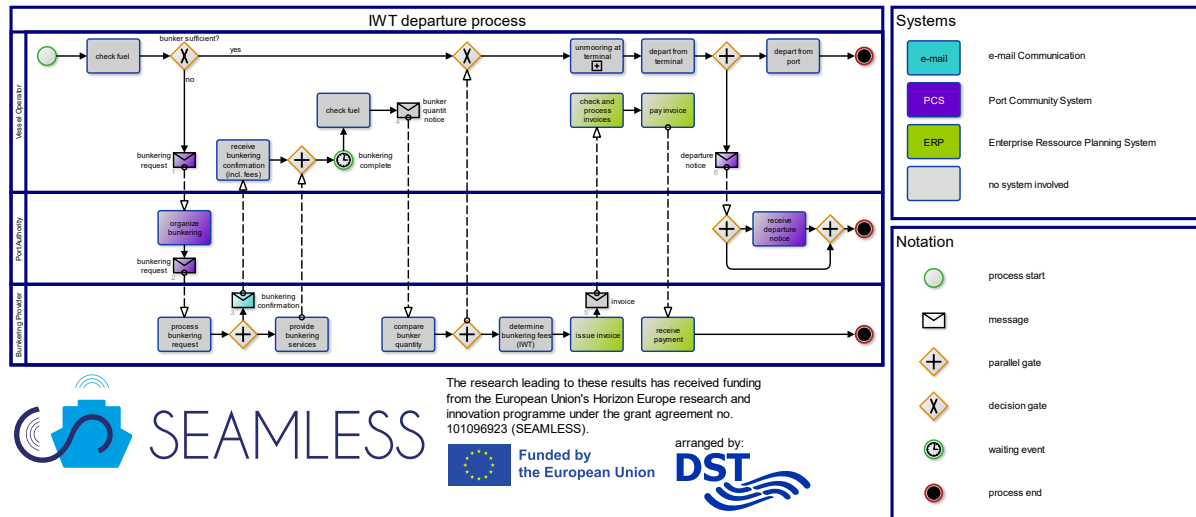 IWT departure process
Vessel Operator
check fuel
bunker sufficient?
yes
no
unmooring at
terminal
depart from
terminal
depart from
port
check fuel
4
bunker
quantit
notice
check and
process
invoices
pay invoice
bunkering
request
1
receive
bunkering
confirmation
(incl. fees)
bunkering
complete
departure
notice
6
Port Authority
organize
bunkering
bunkering
request
2
receive
departure
notice
Bunkering Provider
3
bunkering
confirmation
5
invoice
process
bunkering
request
provide
bunkering
services
compare
bunker
quantity
determine
bunkering fees
(IWT)
issue invoice
receive
payment
Systems
e-mail
e-mail Communication
PCS
Port Community System
ERP
Enterprise Ressource Planning System
no system involved
Notation
process start
message
parallel gate
decision gate
waiting event
process end
SEAMLESS
The research leading to these results has received funding
from the European Union's Horizon Europe research and
innovation programme under the grant agreement no.
101096923 (SEAMLESS).
Funded by
the European Union
arranged by:
DST